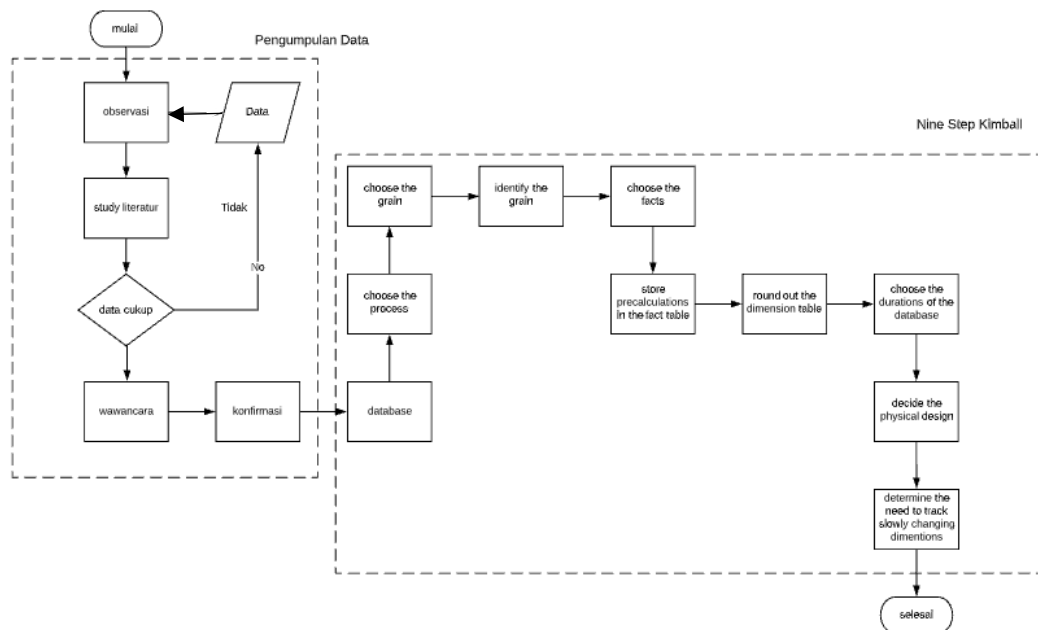 mulai
Pengumpulan Data
observasi
Data
study literatur
Tidak
No
data cukup
wawancara
konfirmasi
Nine Step Kimball
database
choose the
process
choose the
grain
identify the
grain
choose the
facts
store
precalculations
in the fact table
round out the
dimension table
choose the
durations of the
database
decide the
physical design
determine the
need to track
slowly changing
dimentions
selesai